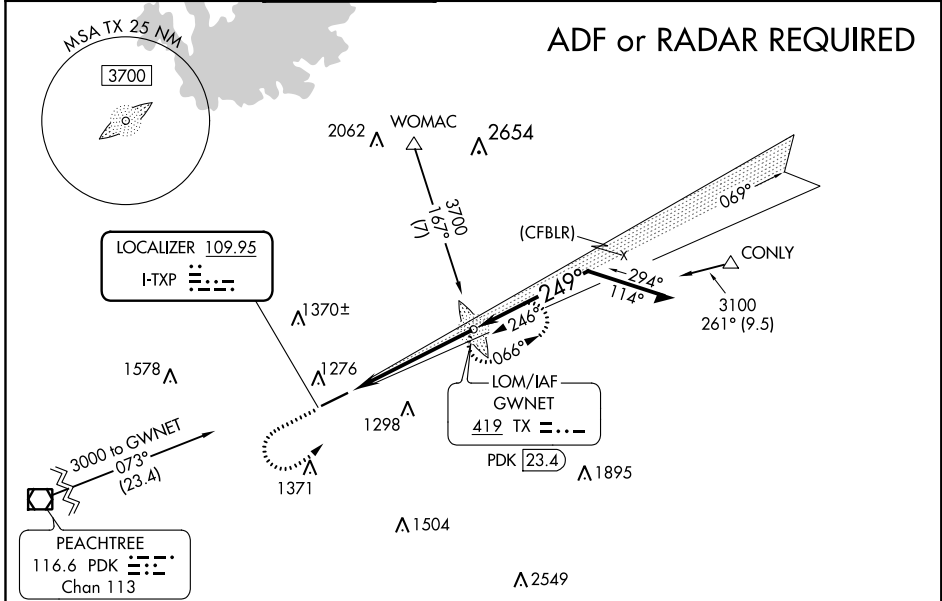 MSA TX 25 NM
3700
ADF or RADAR REQUIRED
2062
WOMAC
2654
3700
167°
(7)
069°
(CFBLR)
X
CONLY
LOCALIZER 109.95
I-TXP
249°
294°
114°
3100
261° (9.5)
1370±
246°
066°
1578
1276
LOM/IAF
GWNET
419 TX
1298
PDK 23.4
3000 to GWNET
073°
(23.4)
1371
1895
1504
PEACHTREE
116.6 PDK
Chan 113
2549